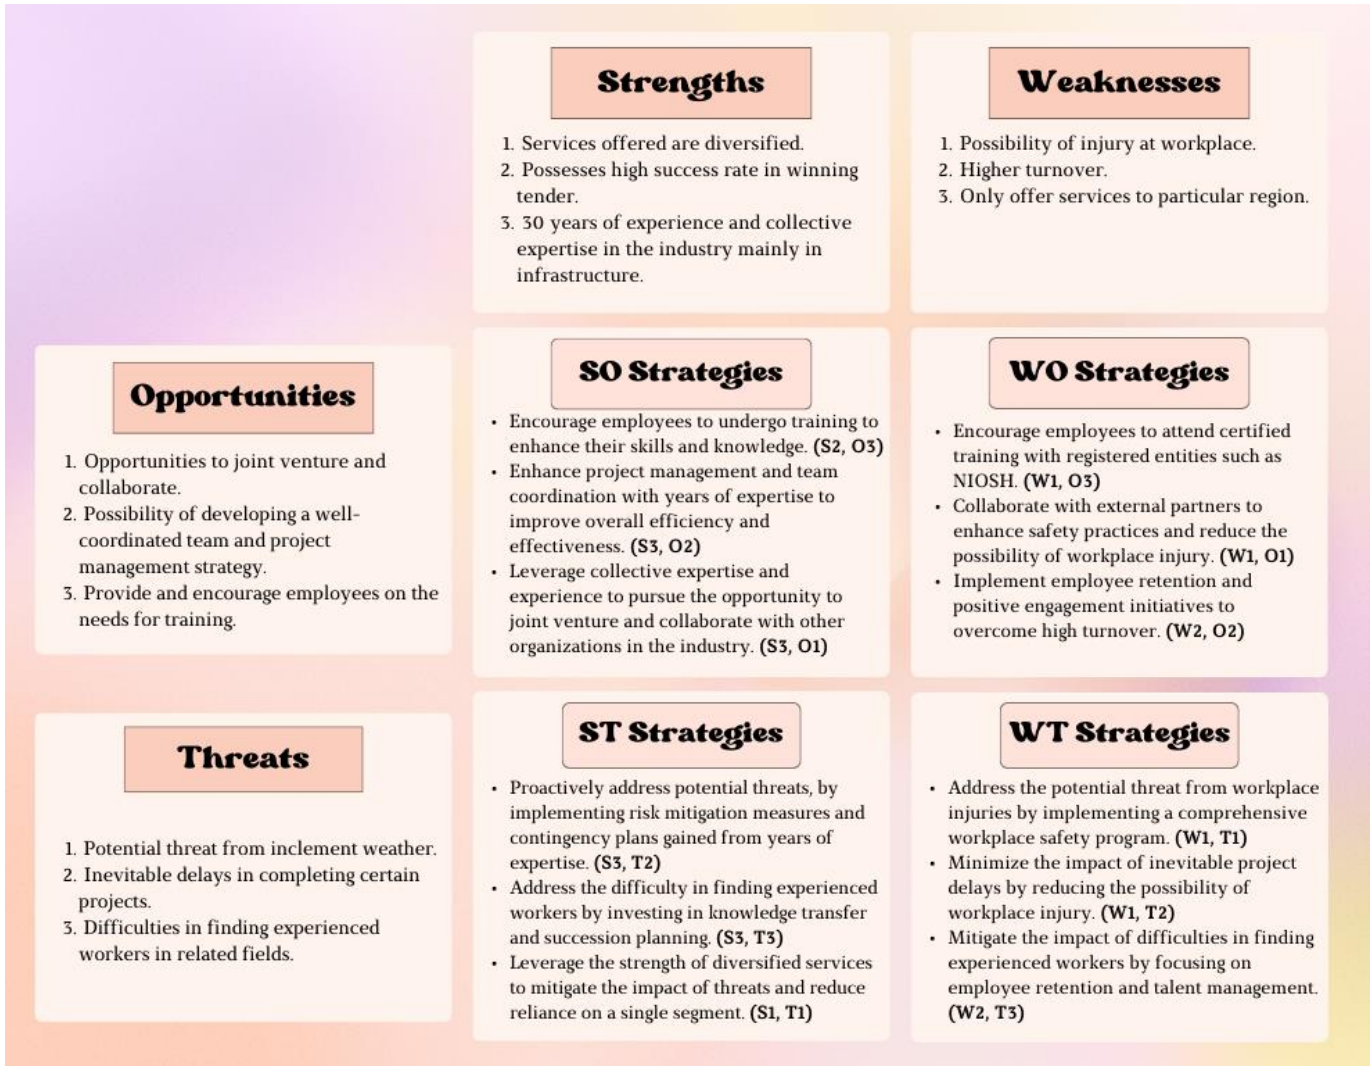 Strengths
1. Services offered are diversified.
2. Possesses high success rate in winning
tender.
3. 30 years of experience and collective
expertise in the industry mainly in
infrastructure.
Weaknesses
1. Possibility of injury at workplace.
2. Higher turnover.
3. Only offer services to particular region.
Opportunities
1. Opportunities to joint venture and
collaborate.
2. Possibility of developing a well-
coordinated team and project
management strategy.
3. Provide and encourage employees on the
needs for training.
SO Strategies
• Encourage employees to undergo training to
enhance their skills and knowledge. (S2, O3)
• Enhance project management and team
coordination with years of expertise to
improve overall efficiency and
effectiveness. (S3, O2)
• Leverage collective expertise and
experience to pursue the opportunity to
joint venture and collaborate with other
organizations in the industry. (S3, O1)
WO Strategies
• Encourage employees to attend certified
training with registered entities such as
NIOSH. (W1, O3)
• Collaborate with external partners to
enhance safety practices and reduce the
possibility of workplace injury. (W1, O1)
• Implement employee retention and
positive engagement initiatives to
overcome high turnover. (W2, O2)
Threats
1. Potential threat from inclement weather.
2. Inevitable delays in completing certain
projects.
3. Difficulties in finding experienced
workers in related fields.
ST Strategies
• Proactively address potential threats, by
implementing risk mitigation measures and
contingency plans gained from years of
expertise. (S3, T2)
• Address the difficulty in finding experienced
workers by investing in knowledge transfer
and succession planning. (S3, T3)
• Leverage the strength of diversified services
to mitigate the impact of threats and reduce
reliance on a single segment. (S1, T1)
WT Strategies
• Address the potential threat from workplace
injuries by implementing a comprehensive
workplace safety program. (W1, T1)
• Minimize the impact of inevitable project
delays by reducing the possibility of
workplace injury. (W1, T2)
• Mitigate the impact of difficulties in finding
experienced workers by focusing on
employee retention and talent management.
(W2, T3)